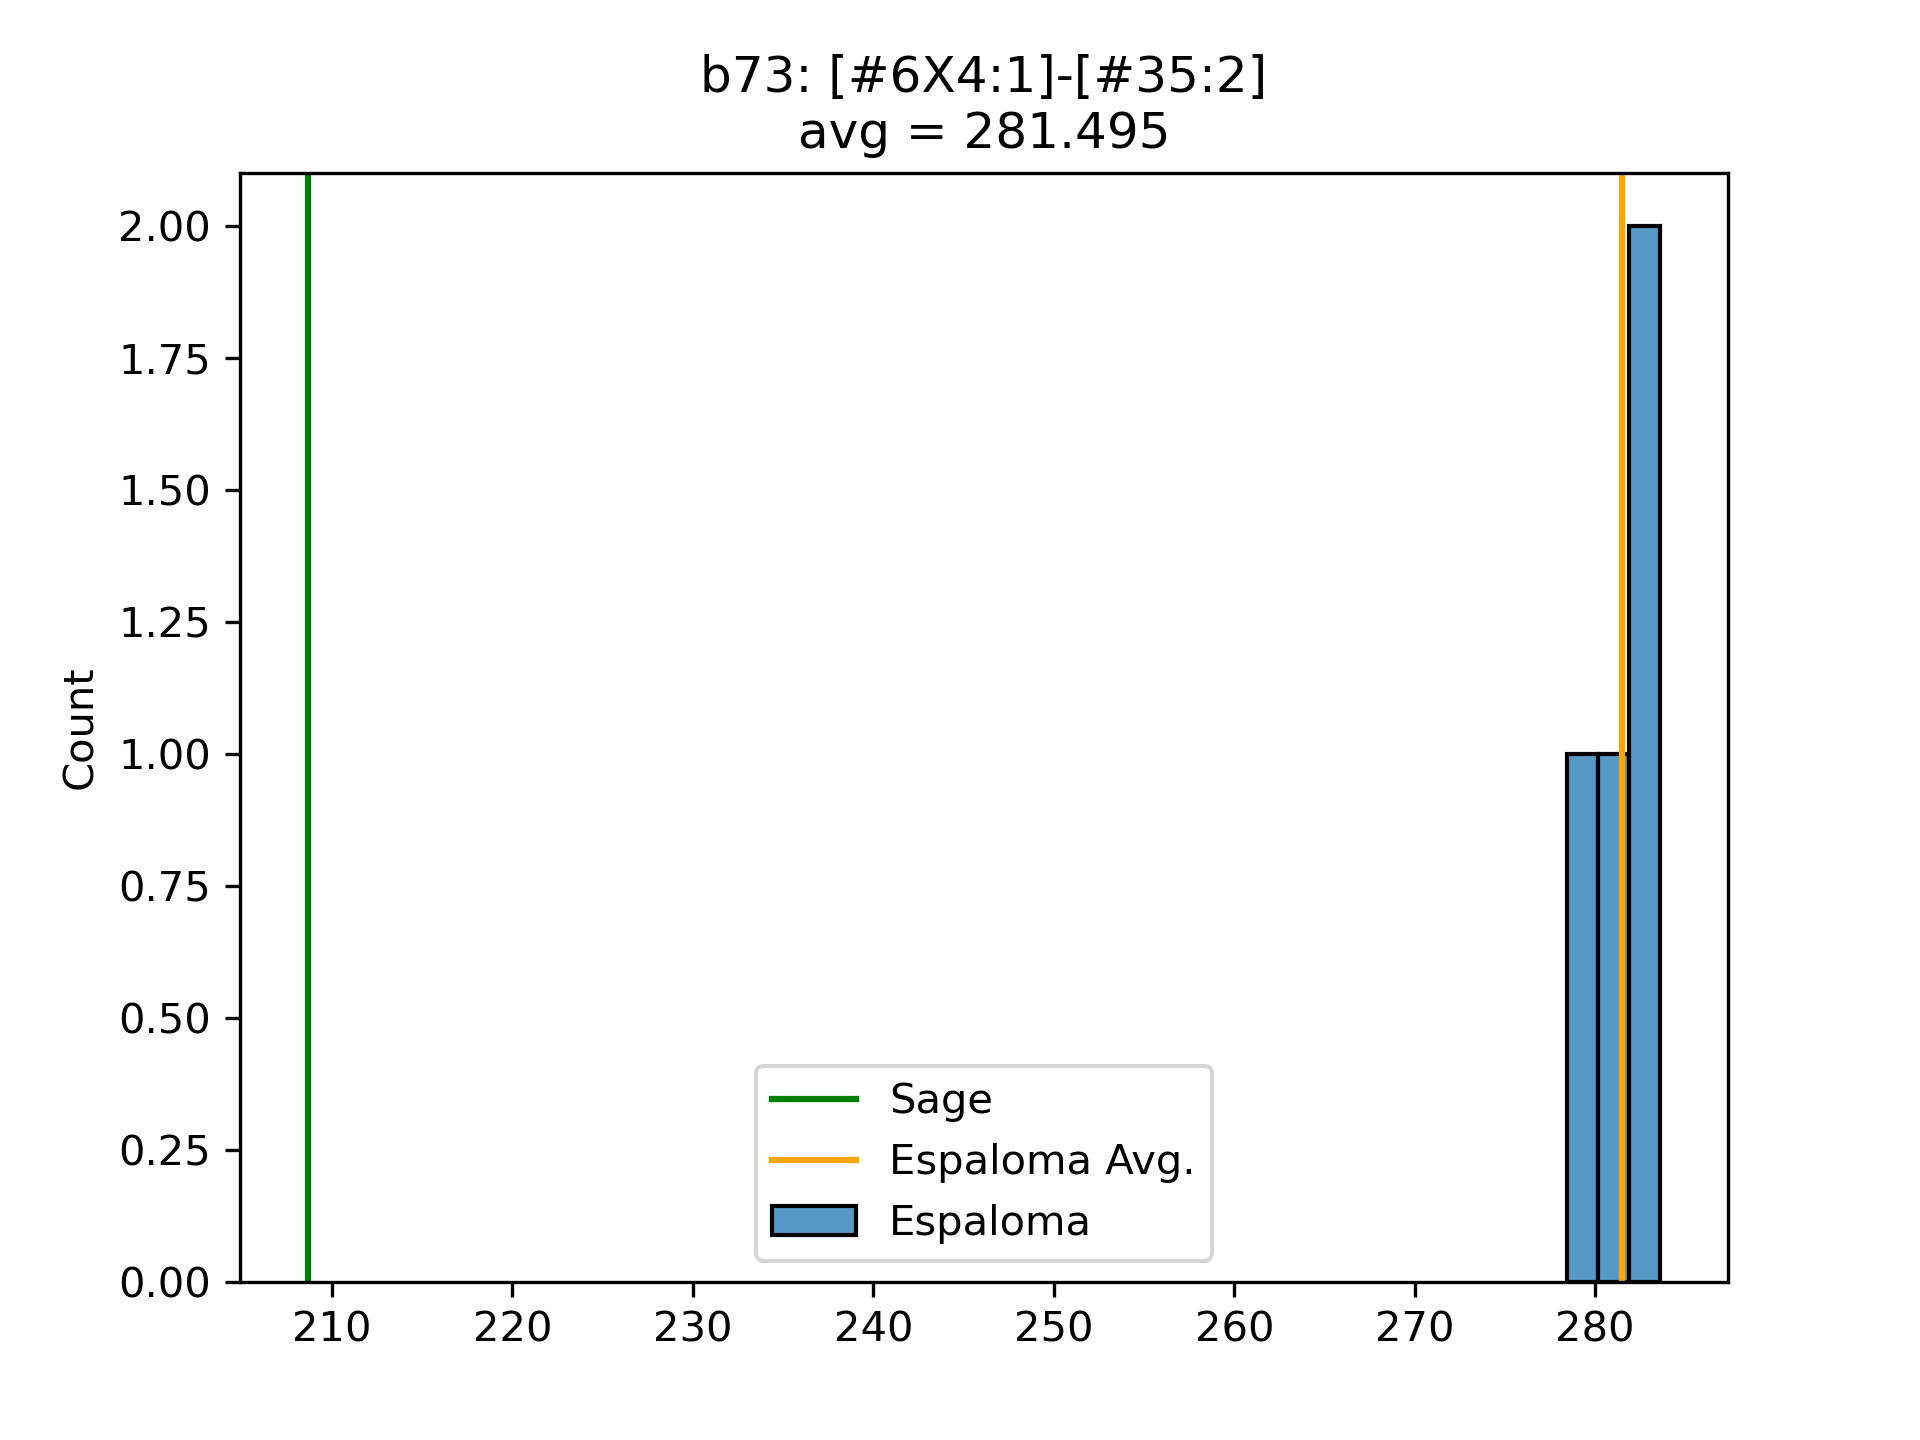 b73: [#6X4:1]-[#35:2]
avg = 281.495
2.00
1.75
1.50
1.25
1.00
0.75
0.50
0.25
0.00
Count
Sage
Espaloma Avg.
Espaloma
210 220 230 240 250 260 270 280